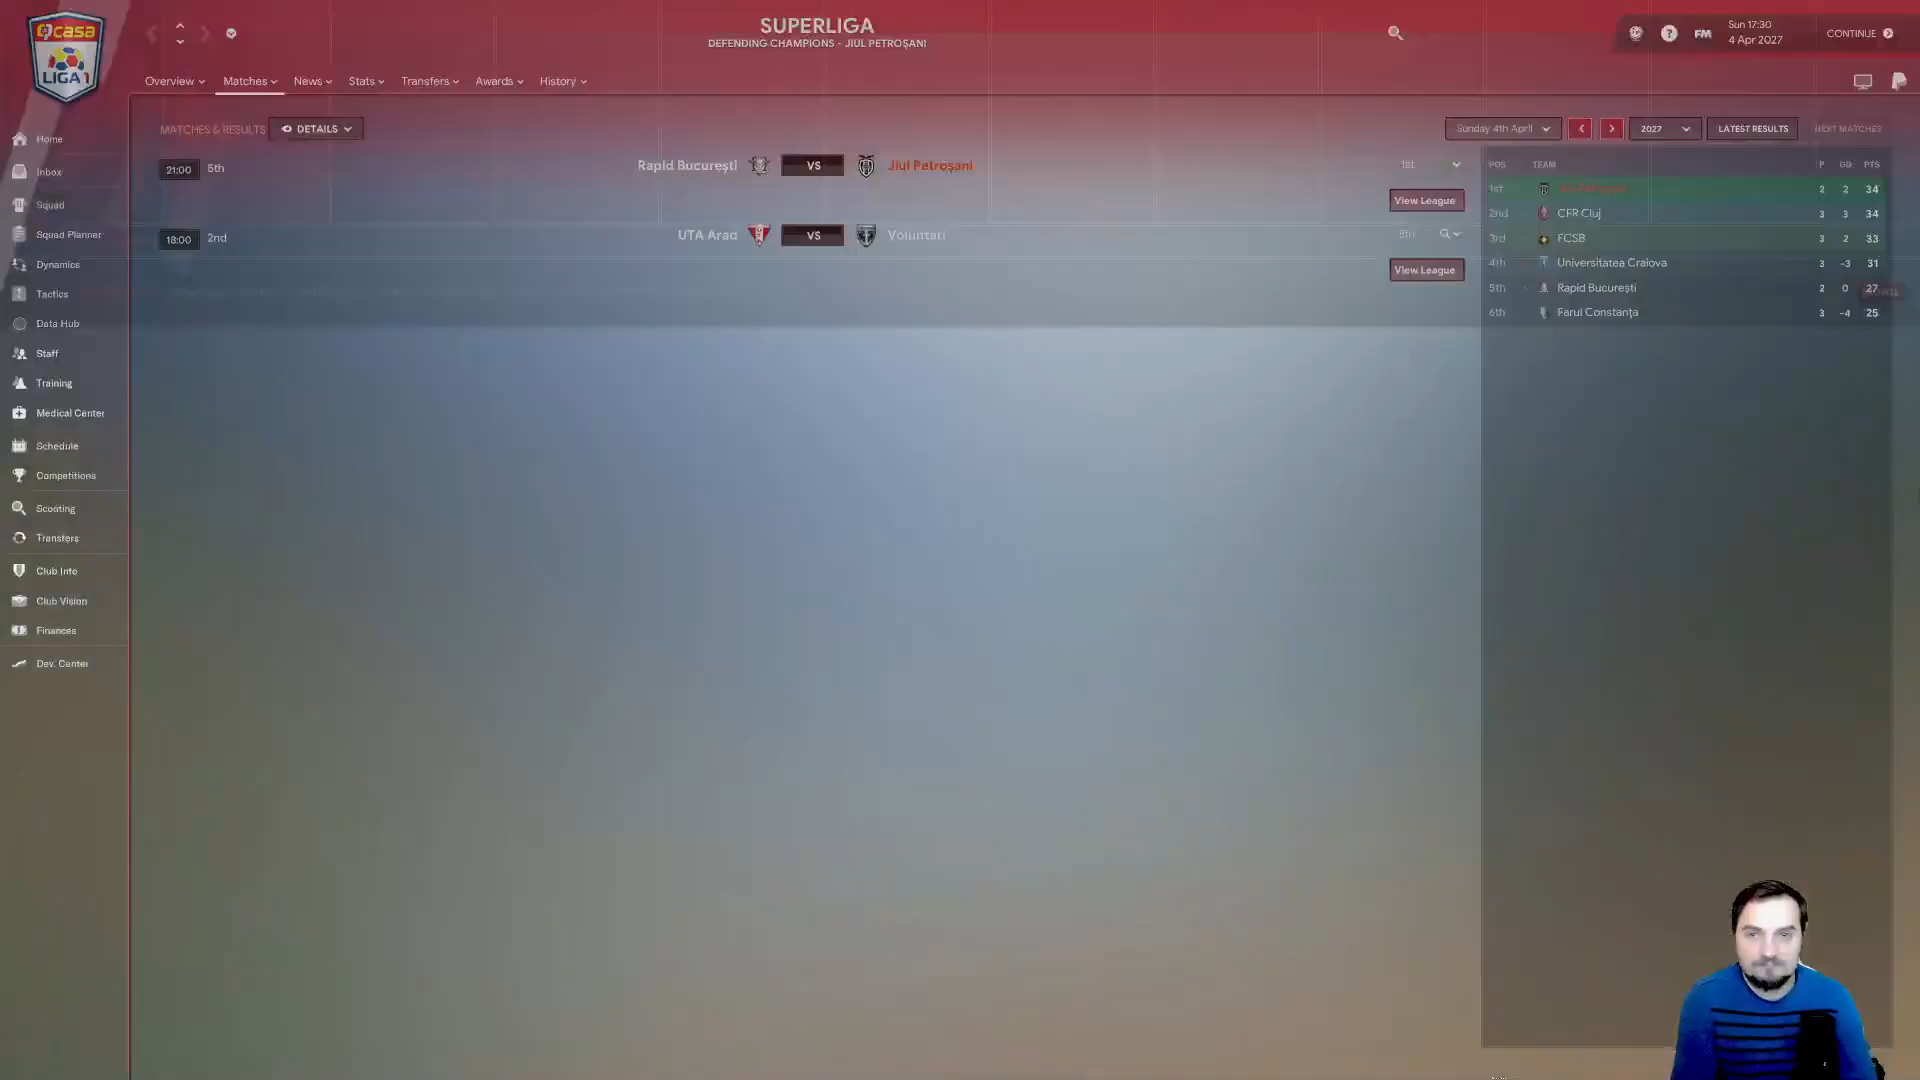 SUPERLIGA
DEFENDING CHAMPIONS - JIUL PETROȘANI
Sun 17:30
4 Apr 2027
CONTINUE
FM
casa
LIGA 1
Overview
Matches
News
Stats
Transfers
Awards
History
MATCHES & RESULTS
DETAILS
Sunday 4th April
2027
LATEST RESULTS
NEXT MATCHES
21:00 5th Rapid București VS Jiul Petroșani 1st
View League
18:00 2nd UTA Arad VS Voluntari 8th
View League
POS TEAM P GD PTS
1st Jiul Petroșani 2 2 34
2nd CFR Cluj 3 3 34
3rd FCSB 3 2 33
4th Universitatea Craiova 3 -3 31
5th Rapid București 2 0 27
6th Farul Constanța 3 -4 25
Home
Inbox
Squad
Squad Planner
Dynamics
Tactics
Data Hub
Staff
Training
Medical Center
Schedule
Competitions
Scouting
Transfers
Club Info
Club Vision
Finances
Dev. Center